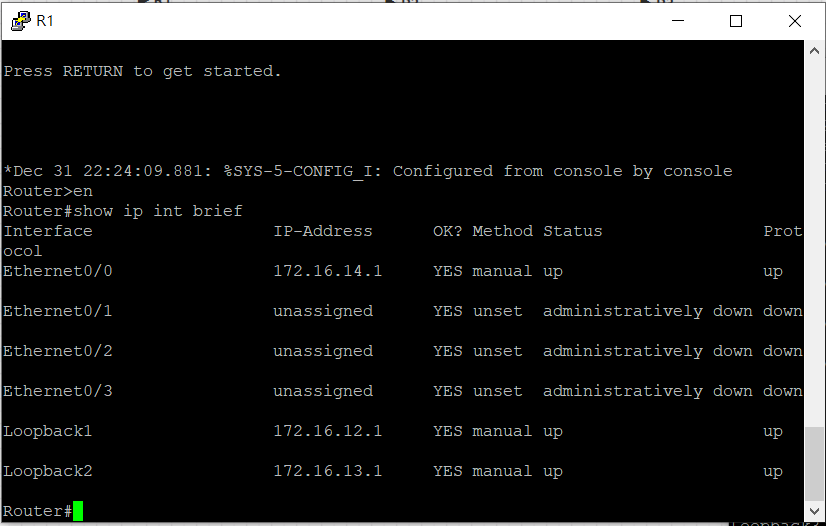 R1
Press RETURN to get started.
*Dec 31 22:24:09.881: %SYS-5-CONFIG_I: Configured from console by console
Router>en
Router#show ip int brief
Interface                  IP-Address      OK? Method Status                Prot
ocol
Ethernet0/0                172.16.14.1     YES manual up                    up
Ethernet0/1                unassigned      YES unset  administratively down down
Ethernet0/2                unassigned      YES unset  administratively down down
Ethernet0/3                unassigned      YES unset  administratively down down
Loopback1                  172.16.12.1     YES manual up                    up
Loopback2                  172.16.13.1     YES manual up                    up
Router#